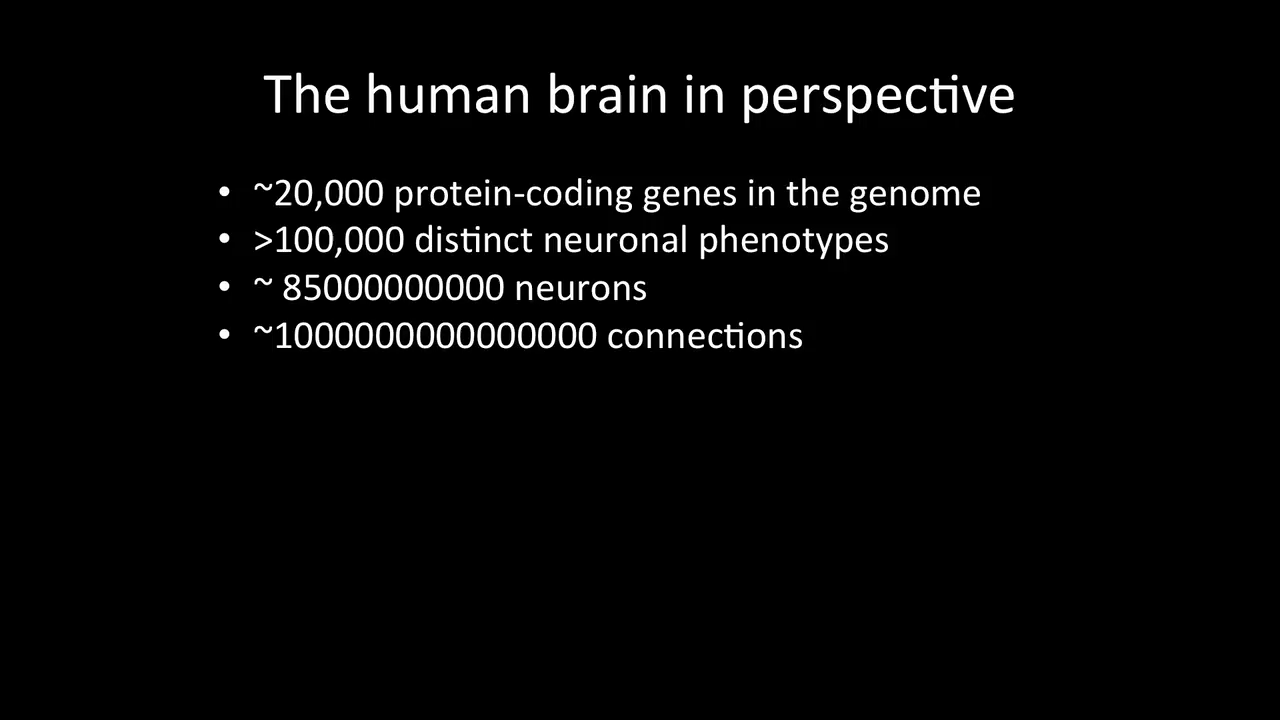 The human brain in perspective
• ~20,000 protein-coding genes in the genome
• >100,000 distinct neuronal phenotypes
• ~ 85000000000 neurons
• ~1000000000000000 connections